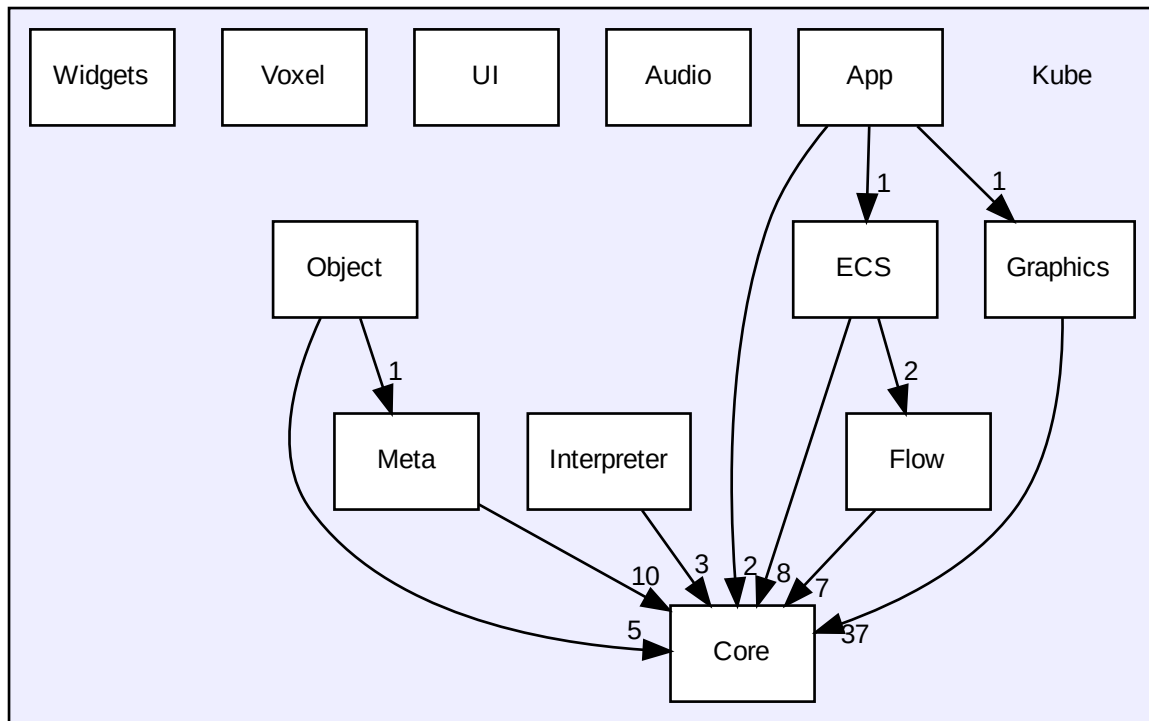 Widgets
Voxel
UI
Audio
App
Kube
1
1
Object
ECS
Graphics
1
2
Meta
Interpreter
Flow
10
3
2
8
7
5
37
Core